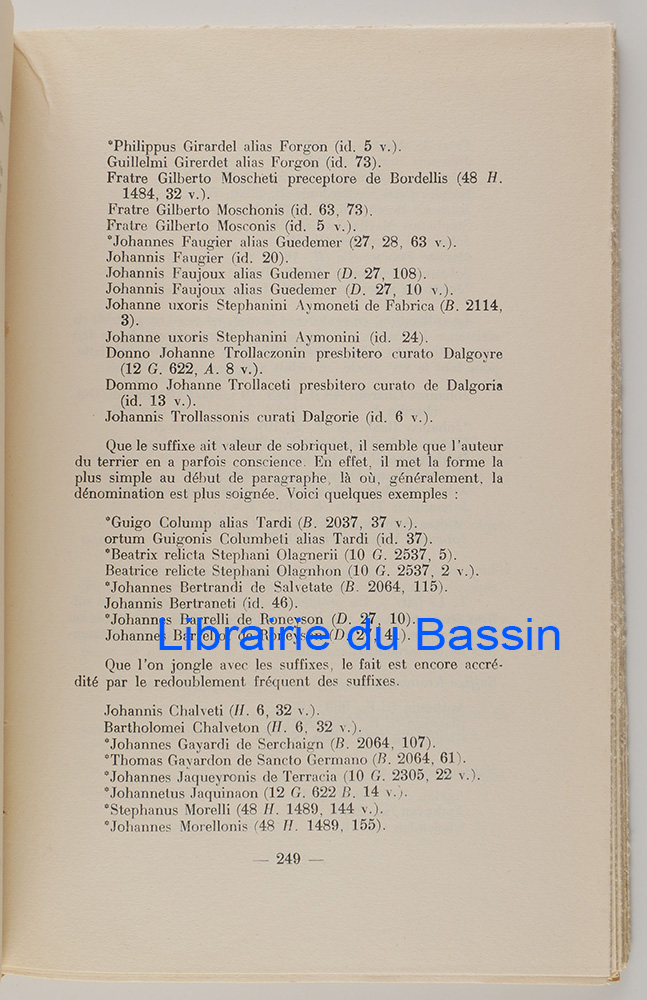 *Philippus Girardel alias Forgon (id. 5 v.).
Guillelmi Girerdet alias Forgon (id. 73).
Fratre Gilberto Moscheti preceptore de Bordellis (48 H.
1484, 32 v.).
Fratre Gilberto Moschonis (id. 63, 73).
Fratre Gilberto Mosconis (id. 5 v.).
*Johannes Faugier alias Guedemer (27, 28, 63 v.).
Johannis Faugier (id. 20).
Johannis Faujoux alias Gudemer (D. 27, 108).
Johannis Faujoux alias Guedemer (D. 27, 10 v.).
Johanne uxoris Stephanini Aymoneti de Fabrica (B. 2114,
3).
Johanne uxoris Stephanini Aymonini (id. 24).
Donno Johanne Trollaczonin presbitero curato Dalgoyre
(12 G. 622, A. 8 v.).
Dommo Johanne Trollaceti presbitero curato de Dalgoria
(id. 13 v.).
Johannis Trollassonis curati Dalgorie (id. 6 v.).
Que le suffixe ait valeur de sobriquet, il semble que l'auteur
du terrier en a parfois conscience. En effet, il met la forme la
plus simple au début de paragraphe, là où, généralement, la
dénomination est plus soignée. Voici quelques exemples :
*Guigo Colump alias Tardi (B. 2037, 37 v.).
ortum Guigonis Columbeti alias Tardi (id. 37).
*Beatrix relicta Stephani Olagnerii (10 G. 2537, 5).
Beatrice relicte Stephani Olagnhon (10 G. 2537, 2 v.).
*Johannes Bertrandi de Salvetate (B. 2064, 115).
Johannis Bertraneti (id. 46).
*Johannes Barrelli de Roneyson (D. 27, 10).
Johannes de Roneyson (D.
Librairie du Bassin
Que l'on jongle avec les suffixes, le fait est encore accré-
dité par le redoublement fréquent des suffixes.
Johannis Chalveti (H. 6, 32 v.).
Bartholomei Chalveton (H. 6, 32 v.).
*Johannes Gayardi de Serchaign (B. 2064, 107).
*Thomas Gayardon de Sancto Germano (B. 2064, 61).
*Johannes Jaqueyronis de Terracia (10 G. 2305, 22 v.).
*Johannetus Jaquinaon (12 G. 622 B. 14 v.).
*Stephanus Morelli (48 H. 1489, 144 v.).
*Johannes Morellonis (48 H. 1489, 155).
— 249 —